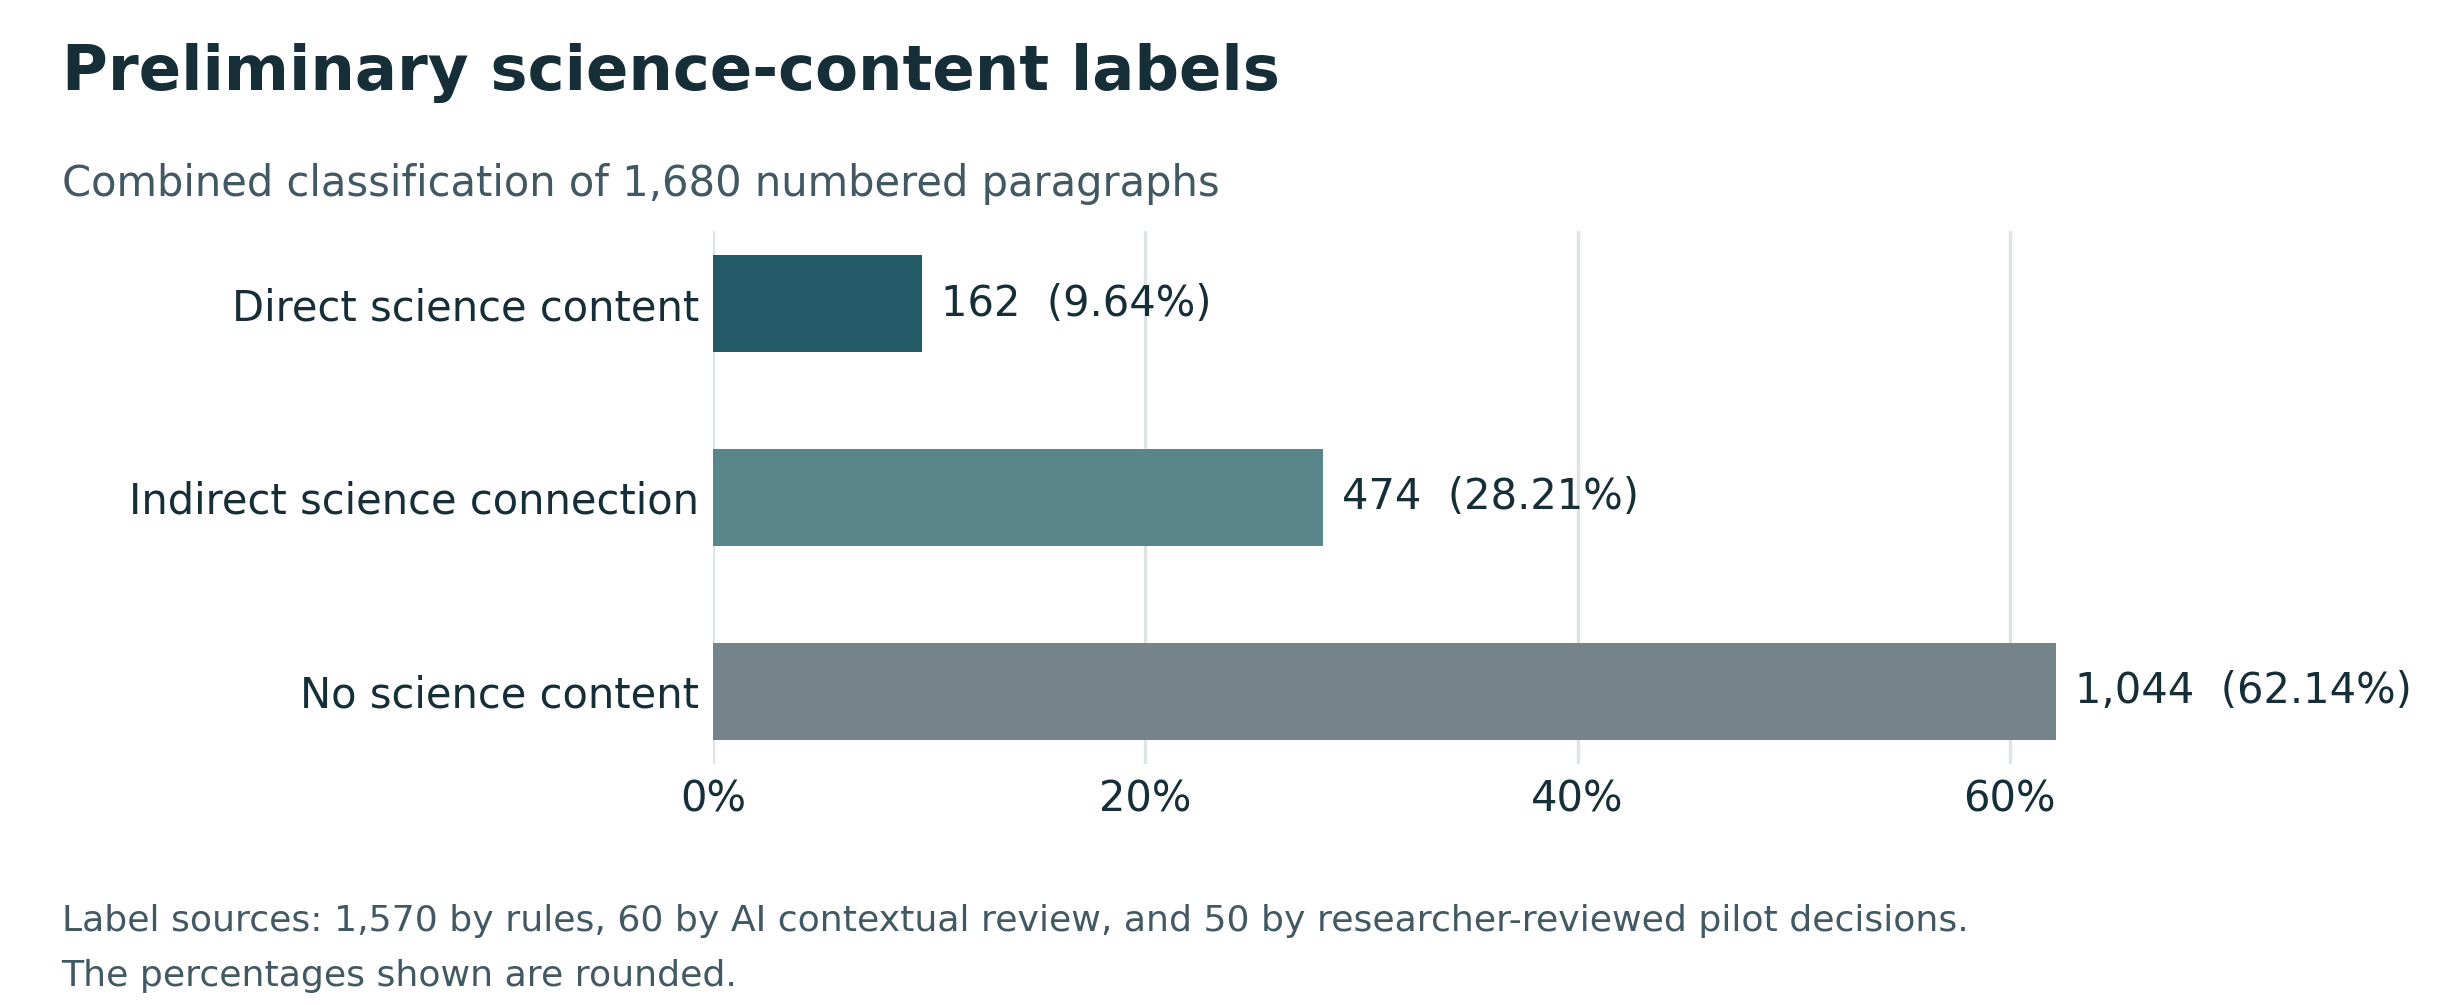 Preliminary science-content labels
Combined classification of 1,680 numbered paragraphs
Direct science content 162 (9.64%)
Indirect science connection 474 (28.21%)
No science content 1,044 (62.14%)
0% 20% 40% 60%
Label sources: 1,570 by rules, 60 by AI contextual review, and 50 by researcher-reviewed pilot decisions.
The percentages shown are rounded.